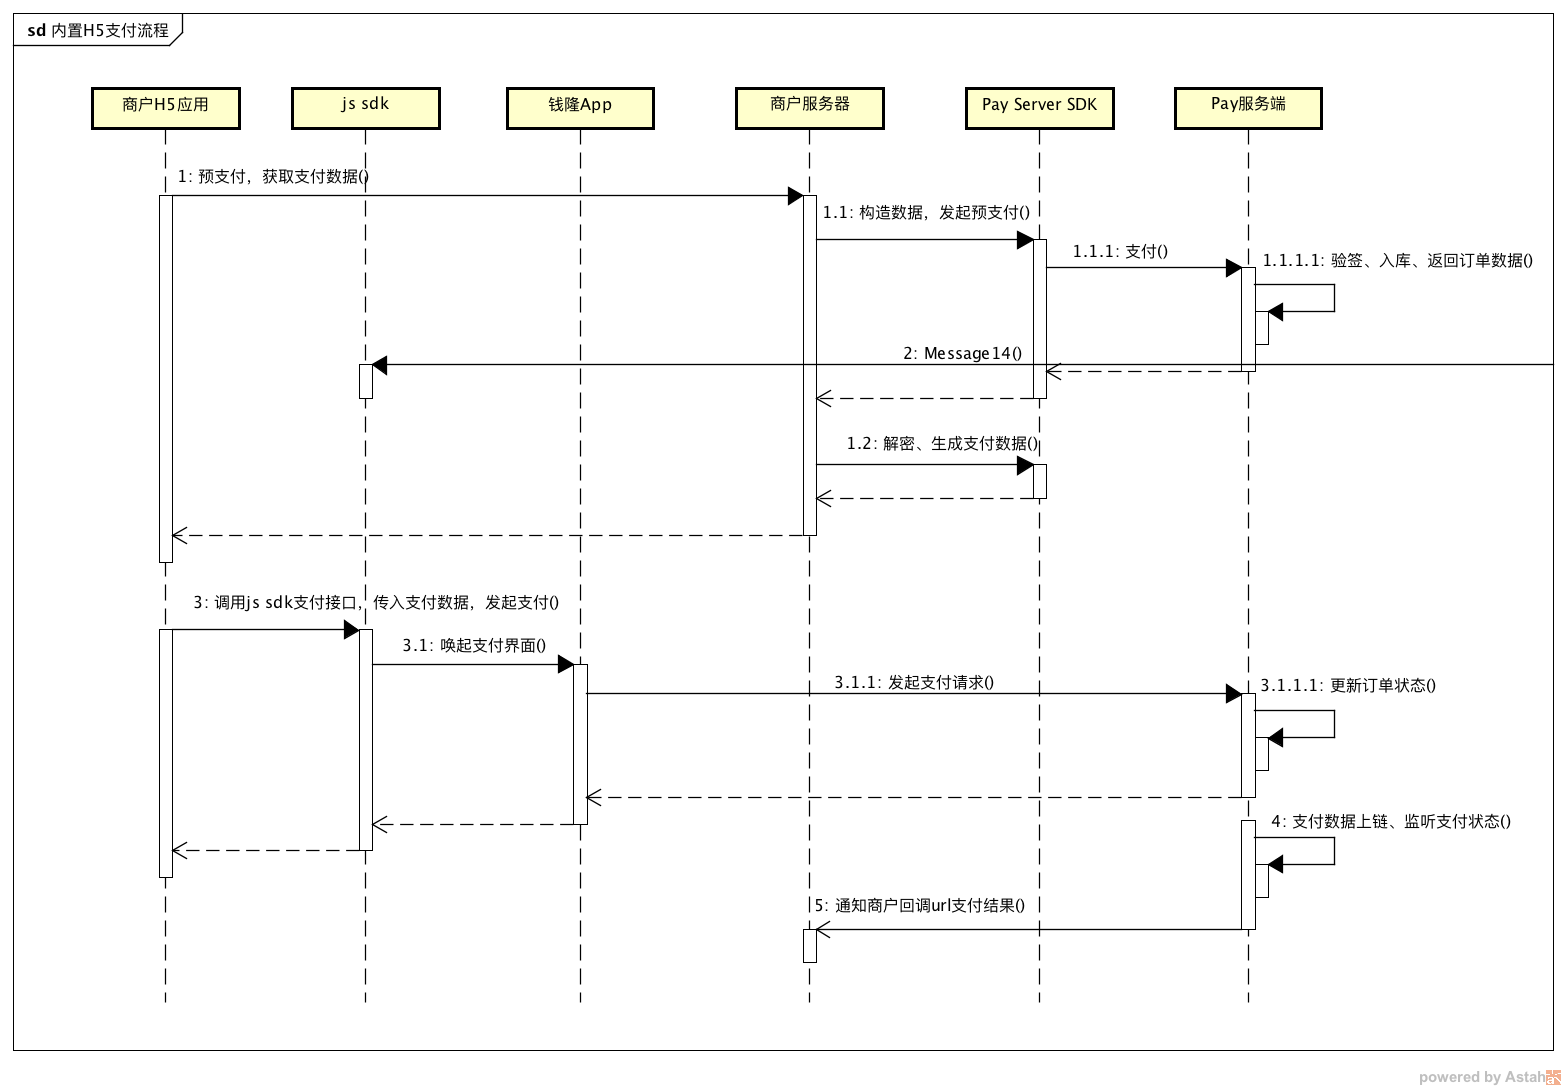 sd 内置H5支付流程
商户H5应用
js sdk
钱隆App
商户服务器
Pay Server SDK
Pay服务端
1: 预支付，获取支付数据()
1.1: 构造数据，发起预支付()
1.1.1: 支付()
1.1.1.1: 验签、入库、返回订单数据()
2: Message14()
1.2: 解密、生成支付数据()
3: 调用js sdk支付接口，传入支付数据，发起支付()
3.1: 唤起支付界面()
3.1.1: 发起支付请求()
3.1.1.1: 更新订单状态()
4: 支付数据上链、监听支付状态()
5: 通知商户回调url支付结果()
powered by Astah